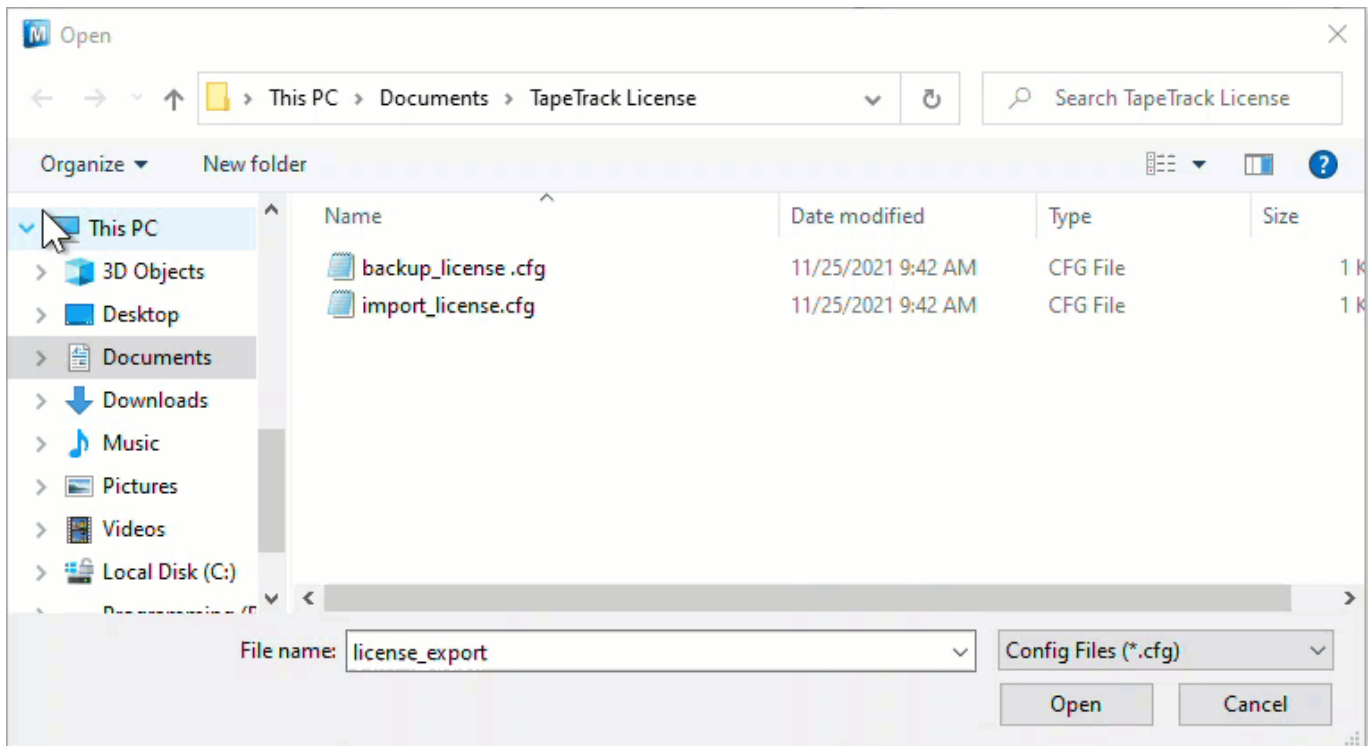 Open
This PC > Documents > TapeTrack License
Search TapeTrack License
Organize
New folder
Name
Date modified
Type
Size
This PC
3D Objects
Desktop
Documents
Downloads
Music
Pictures
Videos
Local Disk (C:)
backup_license .cfg 11/25/2021 9:42 AM CFG File 1 K
import_license.cfg 11/25/2021 9:42 AM CFG File 1 K
File name: license_export
Config Files (*.cfg)
Open
Cancel